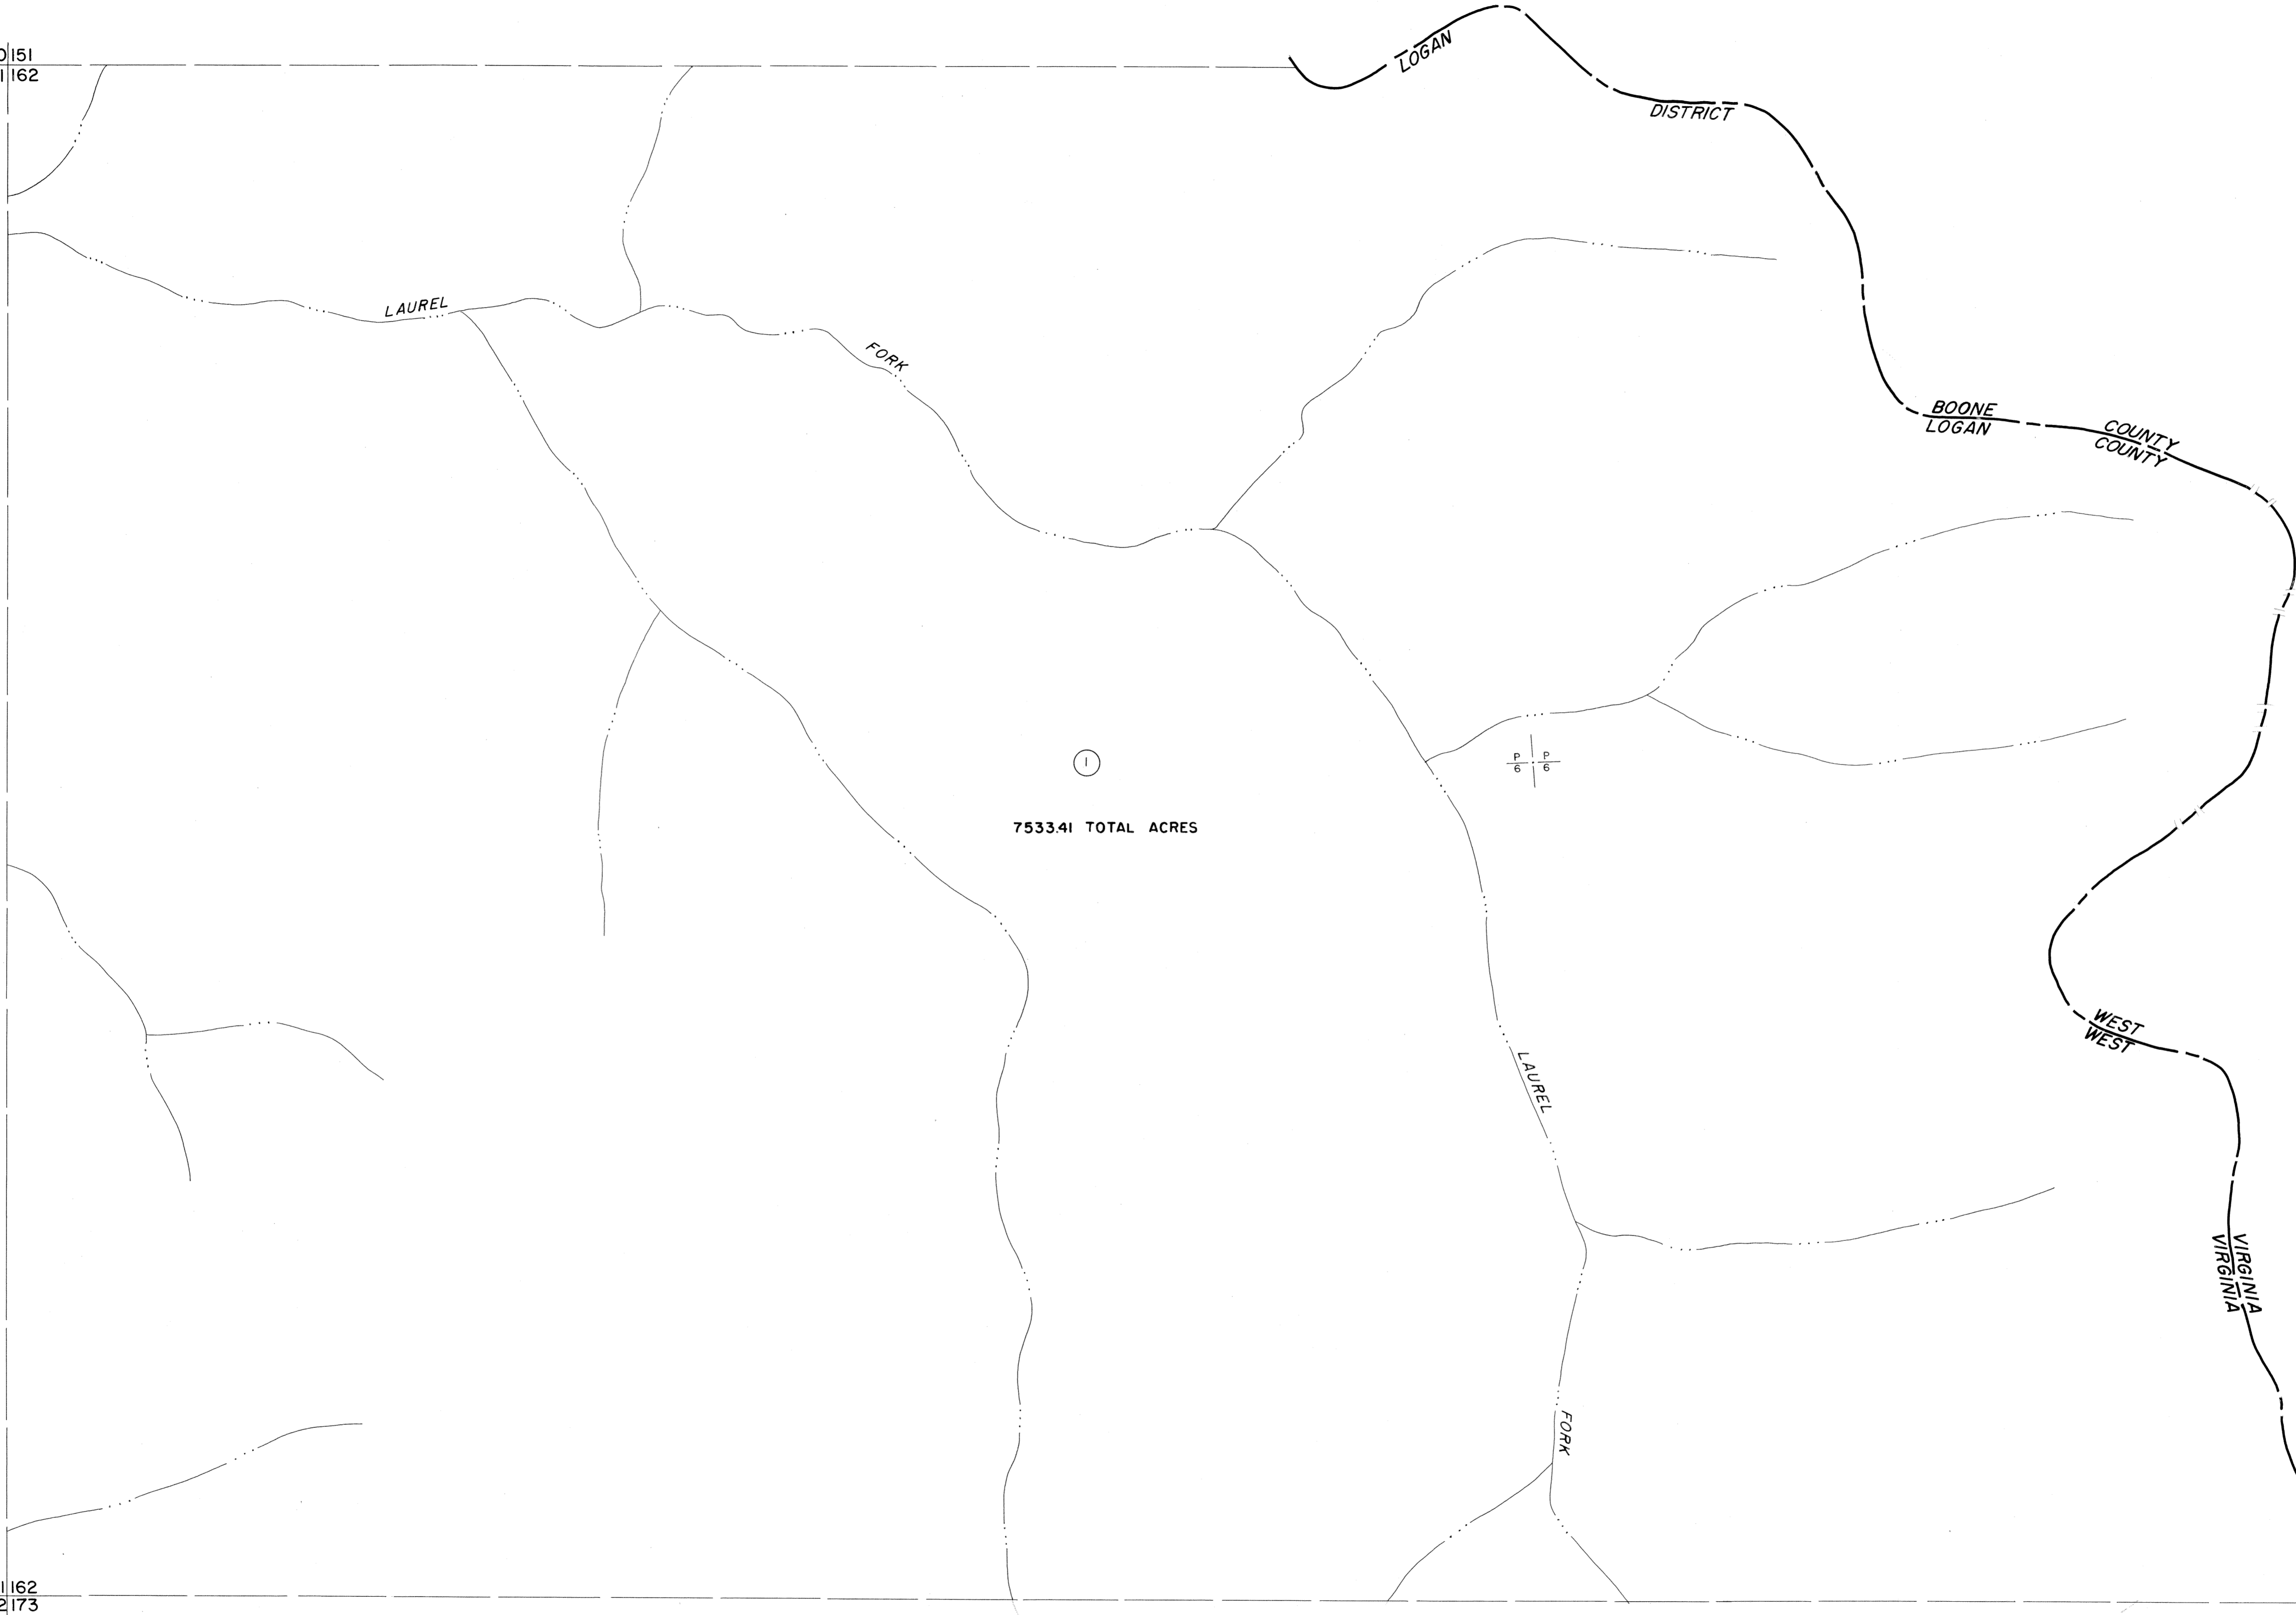 0 151
1 162
LOGAN
DISTRICT
LAUREL
FORK
BOONE COUNTY
LOGAN COUNTY
1
P P
6 6
7533.41 TOTAL ACRES
WEST
WEST
LAUREL
VIRGINIA
VIRGINIA
FORK
1 162
2 173